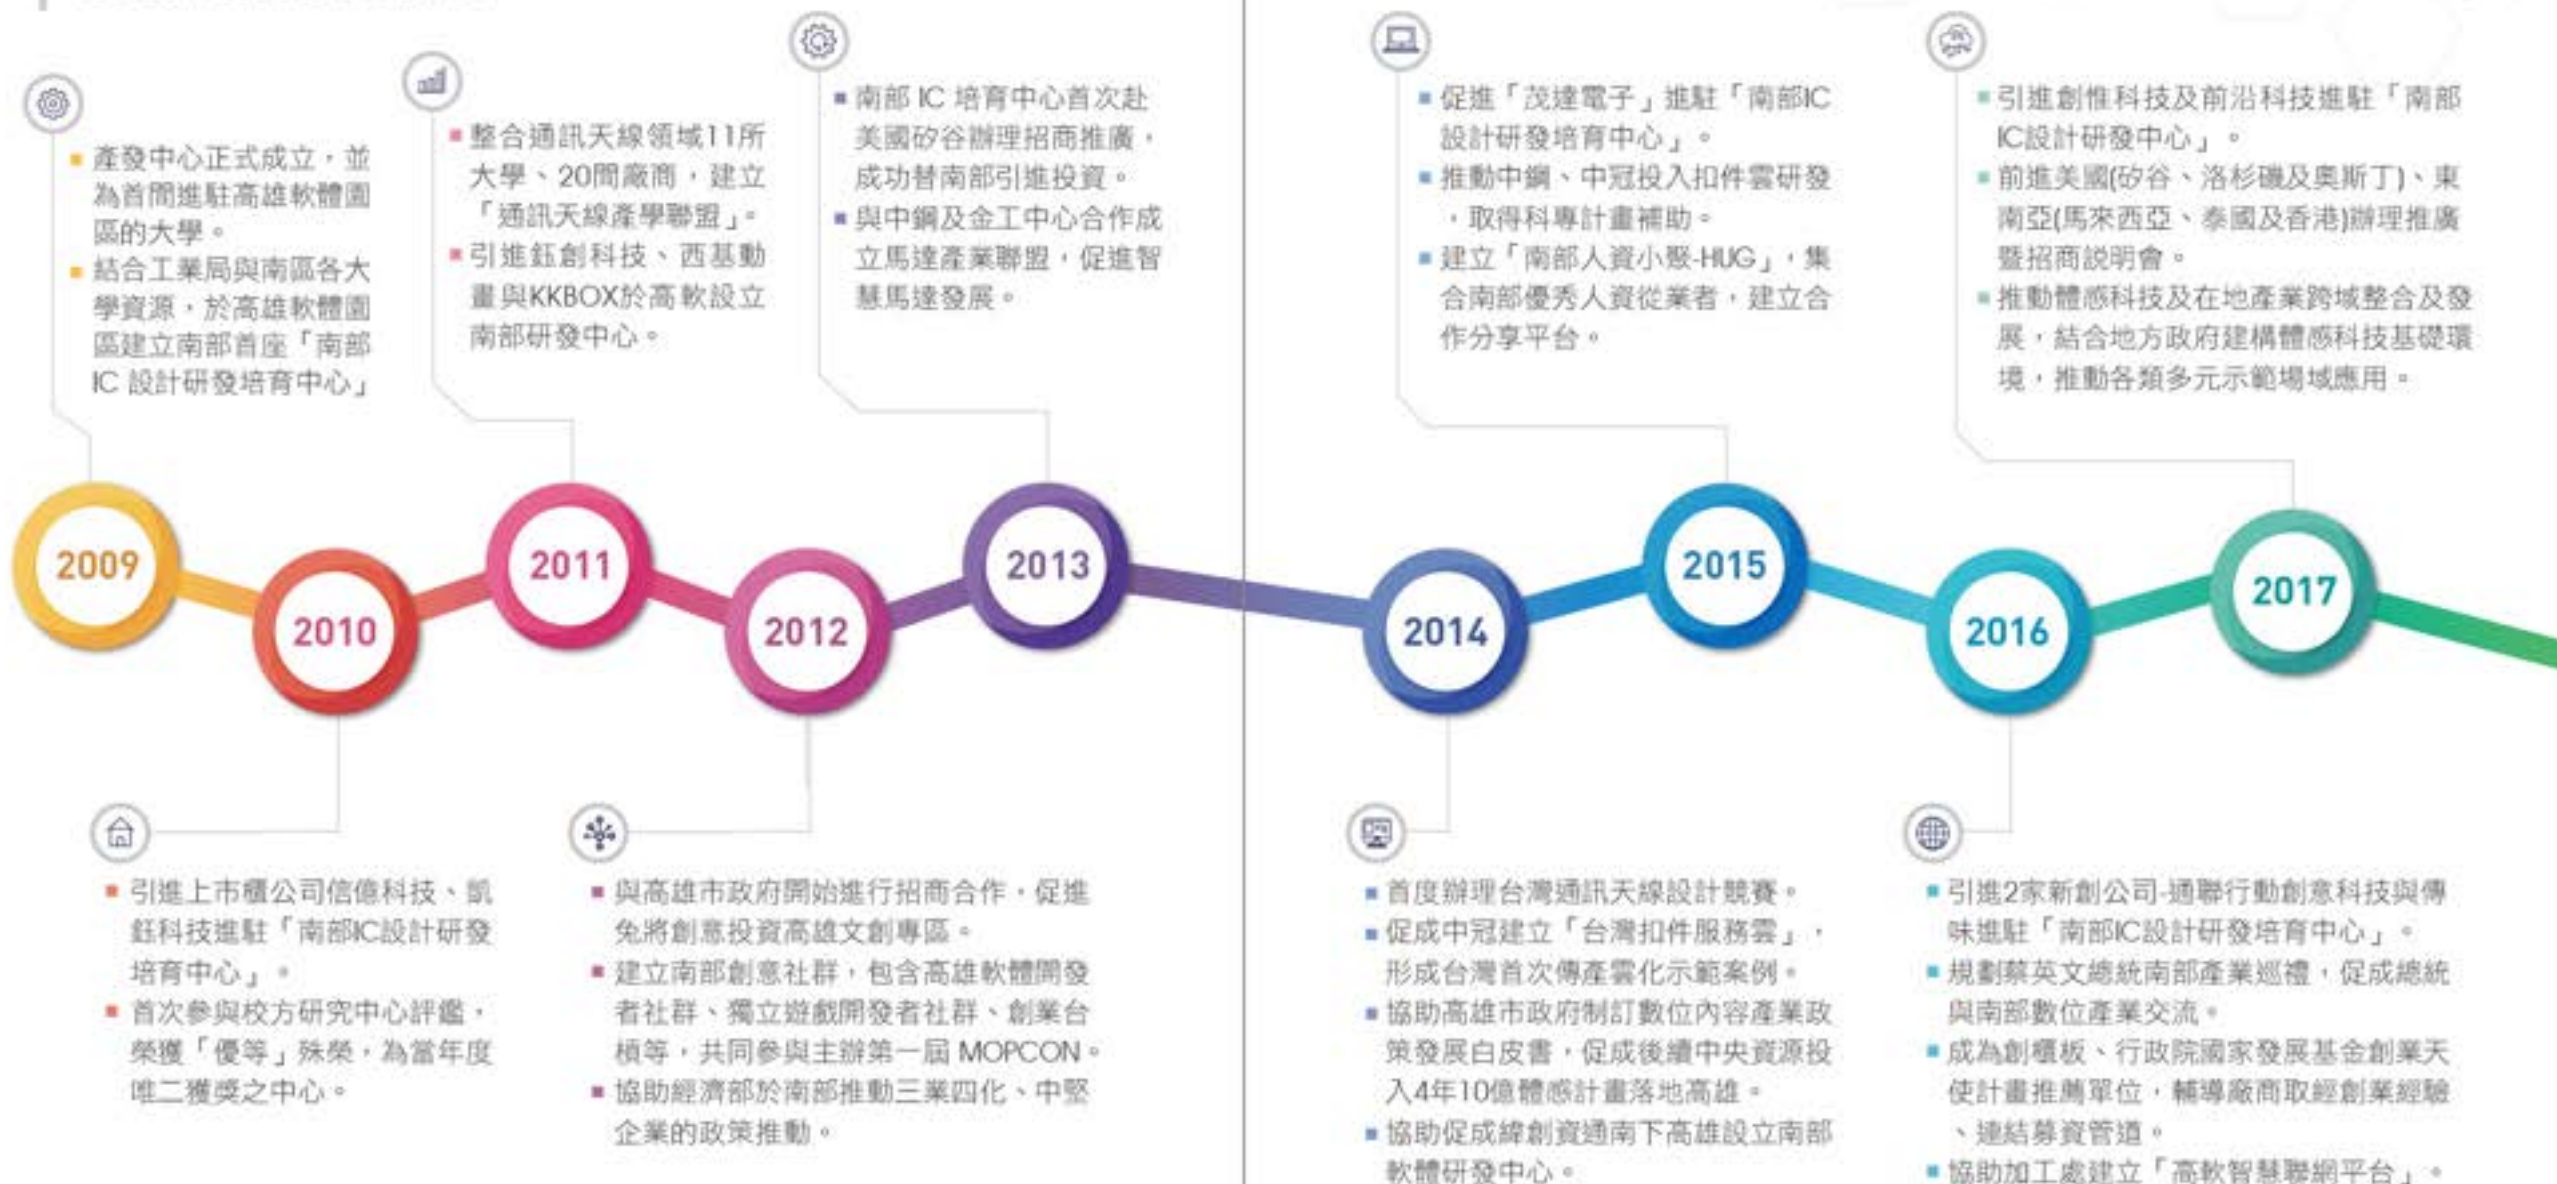 產發中心正式成立，並
為首間進駐高雄軟體園
區的大學。
結合工業局與南區各大
學資源，於高雄軟體園
區建立南部首座「南部
IC 設計研發培育中心」
整合通訊天線領域11所
大學、20間廠商，建立
「通訊天線產學聯盟」。
引進鈺創科技、西基動
畫與KKBOX於高軟設立
南部研發中心。
南部 IC 培育中心首次赴
美國矽谷辦理招商推廣，
成功替南部引進投資。
與中鋼及金工中心合作成
立馬達產業聯盟，促進智
慧馬達發展。
促進「茂達電子」進駐「南部IC
設計研發培育中心」。
推動中鋼、中冠投入扣件雲研發
，取得科專計畫補助。
建立「南部人資小聚-HUG」，集
合南部優秀人資從業者，建立合
作分享平台。
引進創惟科技及前沿科技進駐「南部
IC設計研發中心」。
前進美國(矽谷、洛杉磯及奧斯丁)、東
南亞(馬來西亞、泰國及香港)辦理推廣
暨招商説明會。
推動體感科技及在地產業跨域整合及發
展，結合地方政府建構體感科技基礎環
境，推動各類多元示範場域應用。
2009
2010
2011
2012
2013
2014
2015
2016
2017
引進上市櫃公司信億科技、凱
鈺科技進駐「南部IC設計研發
培育中心」。
首次參與校方研究中心評鑑，
榮獲「優等」殊榮，為當年度
唯二獲獎之中心。
與高雄市政府開始進行招商合作，促進
兔將創意投資高雄文創專區。
建立南部創意社群，包含高雄軟體開發
者社群、獨立遊戲開發者社群、創業台
槓等，共同參與主辦第一屆 MOPCON。
協助經濟部於南部推動三業四化、中堅
企業的政策推動。
首度辦理台灣通訊天線設計競賽。
促成中冠建立「台灣扣件服務雲」，
形成台灣首次傳產雲化示範案例。
協助高雄市政府制訂數位內容產業政
策發展白皮書，促成後續中央資源投
入4年10億體感計畫落地高雄。
協助促成緯創資通南下高雄設立南部
軟體研發中心。
引進2家新創公司-通聯行動創意科技與傳
味進駐「南部IC設計研發培育中心」。
規劃蔡英文總統南部產業巡禮，促成總統
與南部數位產業交流。
成為創櫃板、行政院國家發展基金創業天
使計畫推薦單位，輔導廠商取經創業經驗
、連結募資管道。
協助加工處建立「高軟智慧聯網平台」。